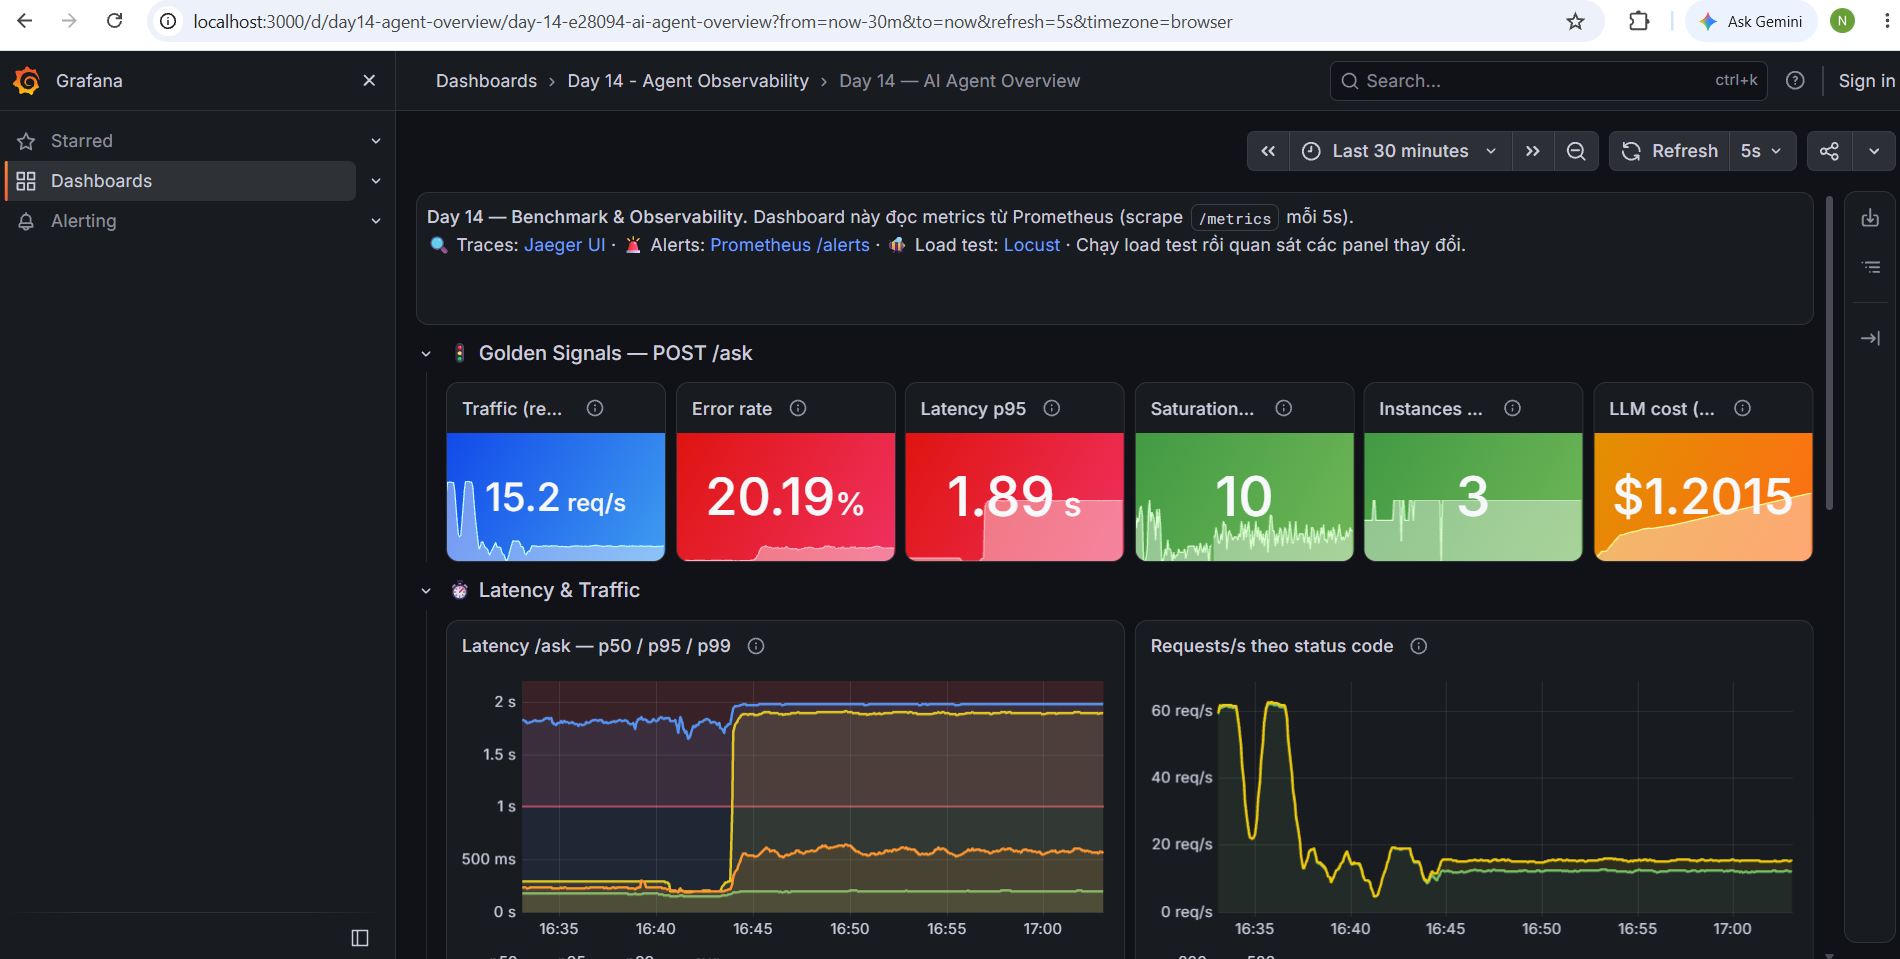 localhost:3000/d/day14-agent-overview/day-14-e28094-ai-agent-overview?from=now-30m&to=now&refresh=5s&timezone=browser
Ask Gemini
N
Grafana
Dashboards › Day 14 - Agent Observability › Day 14 — AI Agent Overview
Search...
ctrl+k
Sign in
Starred
Dashboards
Alerting
Last 30 minutes
Refresh
5s
Day 14 — Benchmark & Observability. Dashboard này đọc metrics từ Prometheus (scrape /metrics mỗi 5s).
Traces: Jaeger UI · Alerts: Prometheus /alerts · Load test: Locust · Chạy load test rồi quan sát các panel thay đổi.
Golden Signals — POST /ask
Traffic (re...
15.2 req/s
Error rate
20.19%
Latency p95
1.89 s
Saturation...
10
Instances ...
3
LLM cost (...
$1.2015
Latency & Traffic
Latency /ask — p50 / p95 / p99
2 s
1.5 s
1 s
500 ms
0 s
16:35 16:40 16:45 16:50 16:55 17:00
Requests/s theo status code
60 req/s
40 req/s
20 req/s
0 req/s
16:35 16:40 16:45 16:50 16:55 17:00